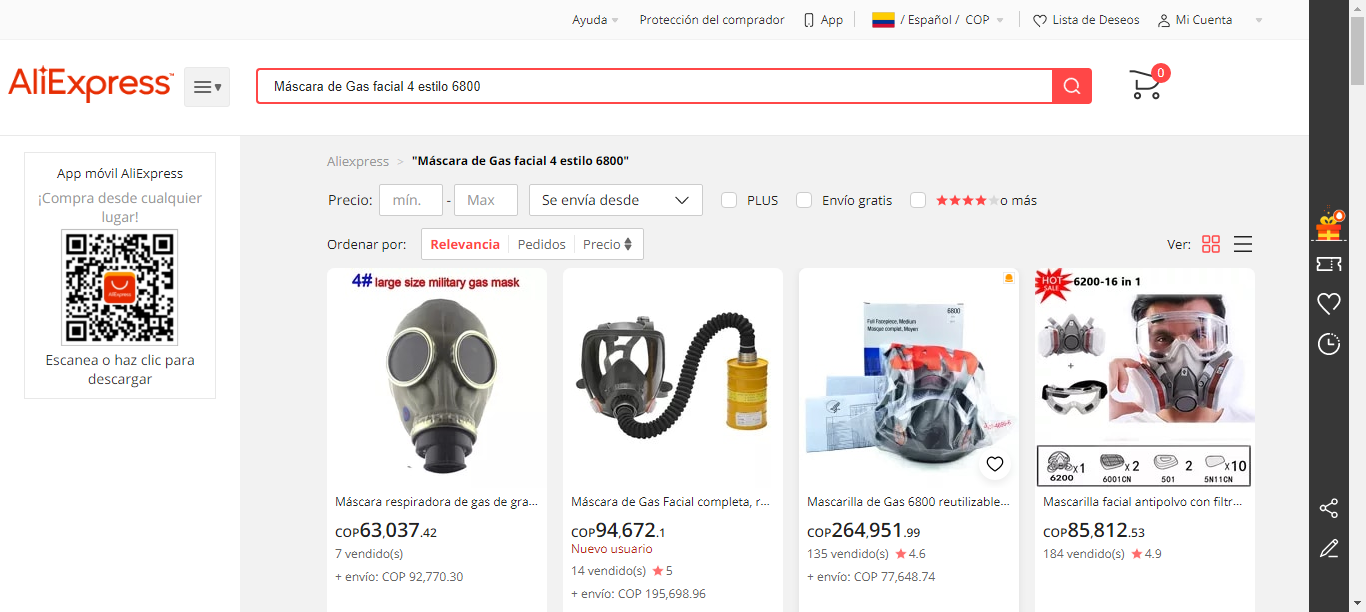 Ayuda
Protección del comprador
App
/ Español / COP
Lista de Deseos
Mi Cuenta
AliExpress
Máscara de Gas facial 4 estilo 6800
0
App móvil AliExpress
¡Compra desde cualquier
lugar!
AliExpress
Escanea o haz clic para
descargar
Aliexpress > "Máscara de Gas facial 4 estilo 6800"
Precio: mín. - Max
Se envía desde
PLUS
Envío gratis
o más
Ordenar por: Relevancia Pedidos Precio
Ver:
4# large size military gas mask
Máscara respiradora de gas de gra...
COP63,037.42
7 vendido(s)
+ envío: COP 92,770.30
Máscara de Gas Facial completa, r...
COP94,672.1
Nuevo usuario
14 vendido(s) 5
+ envío: COP 195,698.96
6800
Full Facepiece, Medium
Masque complet, Moyen
Mascarilla de Gas 6800 reutilizable...
COP264,951.99
135 vendido(s) 4.6
+ envío: COP 77,648.74
HOT
SALE
6200-16 in 1
+
x1
x2
2
x10
6200
6001CN
501
5N11CN
Mascarilla facial antipolvo con filtr...
COP85,812.53
184 vendido(s) 4.9